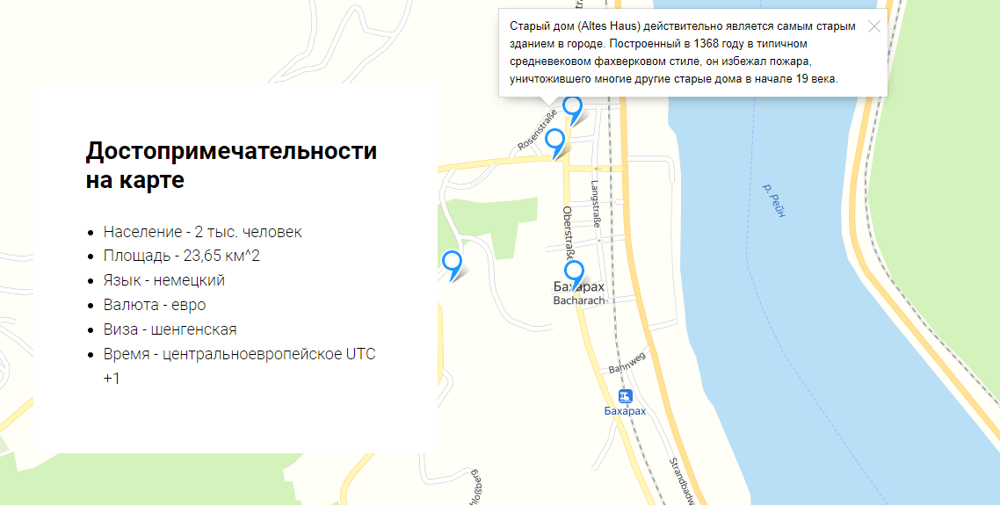 Старый дом (Altes Haus) действительно является самым старым
зданием в городе. Построенный в 1368 году в типичном
средневековом фахверковом стиле, он избежал пожара,
уничтожившего многие другие старые дома в начале 19 века.
Достопримечательности
на карте
Население - 2 тыс. человек
Площадь - 23,65 км^2
Язык - немецкий
Валюта - евро
Виза - шенгенская
Время - центральноевропейское UTC
+1
Rosenstraße
Langstraße
Oberstraße
р. Рейн
Бахарах
Bacharach
Bahnweg
Бахарах
Strandbadw
hloßberg